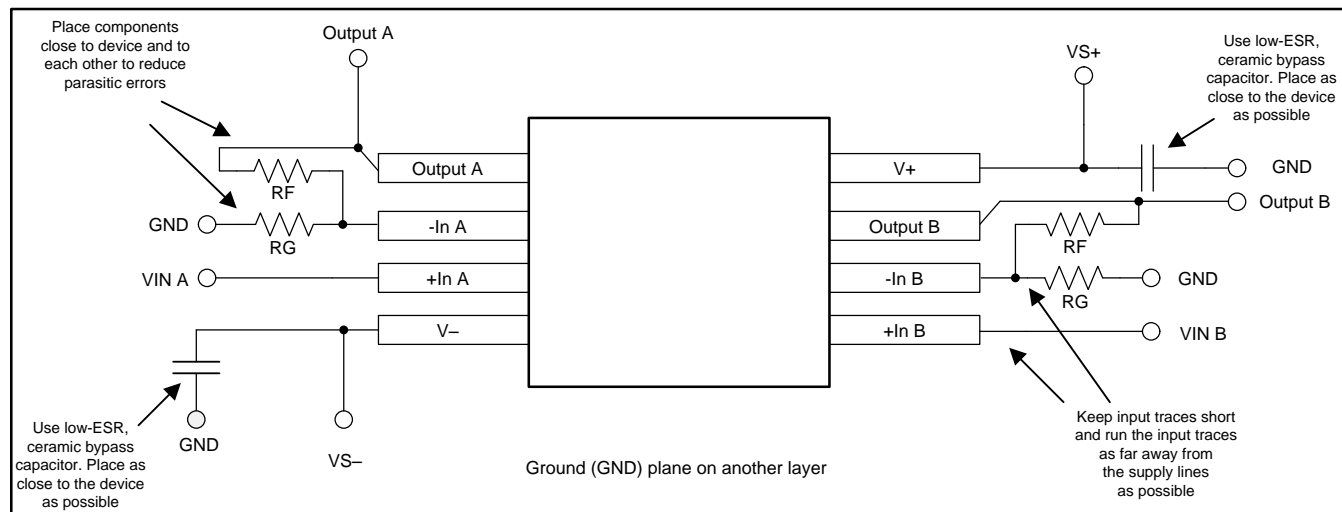 Place components
close to device and to
each other to reduce
parasitic errors
Output A
VS+
Use low-ESR,
ceramic bypass
capacitor. Place as
close to the device
as possible
Output A
V+
GND
RF
Output B
GND
-In A
Output B
RG
RF
VIN A
+In A
-In B
GND
RG
V–
+In B
VIN B
Use low-ESR,
ceramic bypass
capacitor. Place as
close to the device
as possible
GND
VS–
Ground (GND) plane on another layer
Keep input traces short
and run the input traces
as far away from
the supply lines
as possible